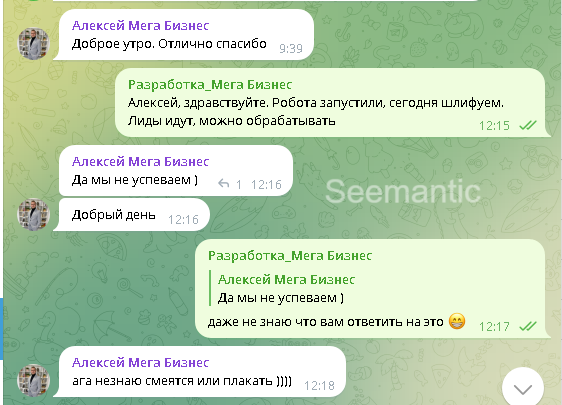 Алексей Мега Бизнес
Доброе утро. Отлично спасибо 9:39
Разработка_Мега Бизнес
Алексей, здравствуйте. Робота запустили, сегодня шлифуем.
Лиды идут, можно обрабатывать 12:15
Алексей Мега Бизнес
Да мы не успеваем ) 1 12:16
Seemantic
Добрый день 12:16
Разработка_Мега Бизнес
Алексей Мега Бизнес
Да мы не успеваем )
даже не знаю что вам ответить на это 😁 12:17
Алексей Мега Бизнес
ага незнаю смеятся или плакать )))) 12:18